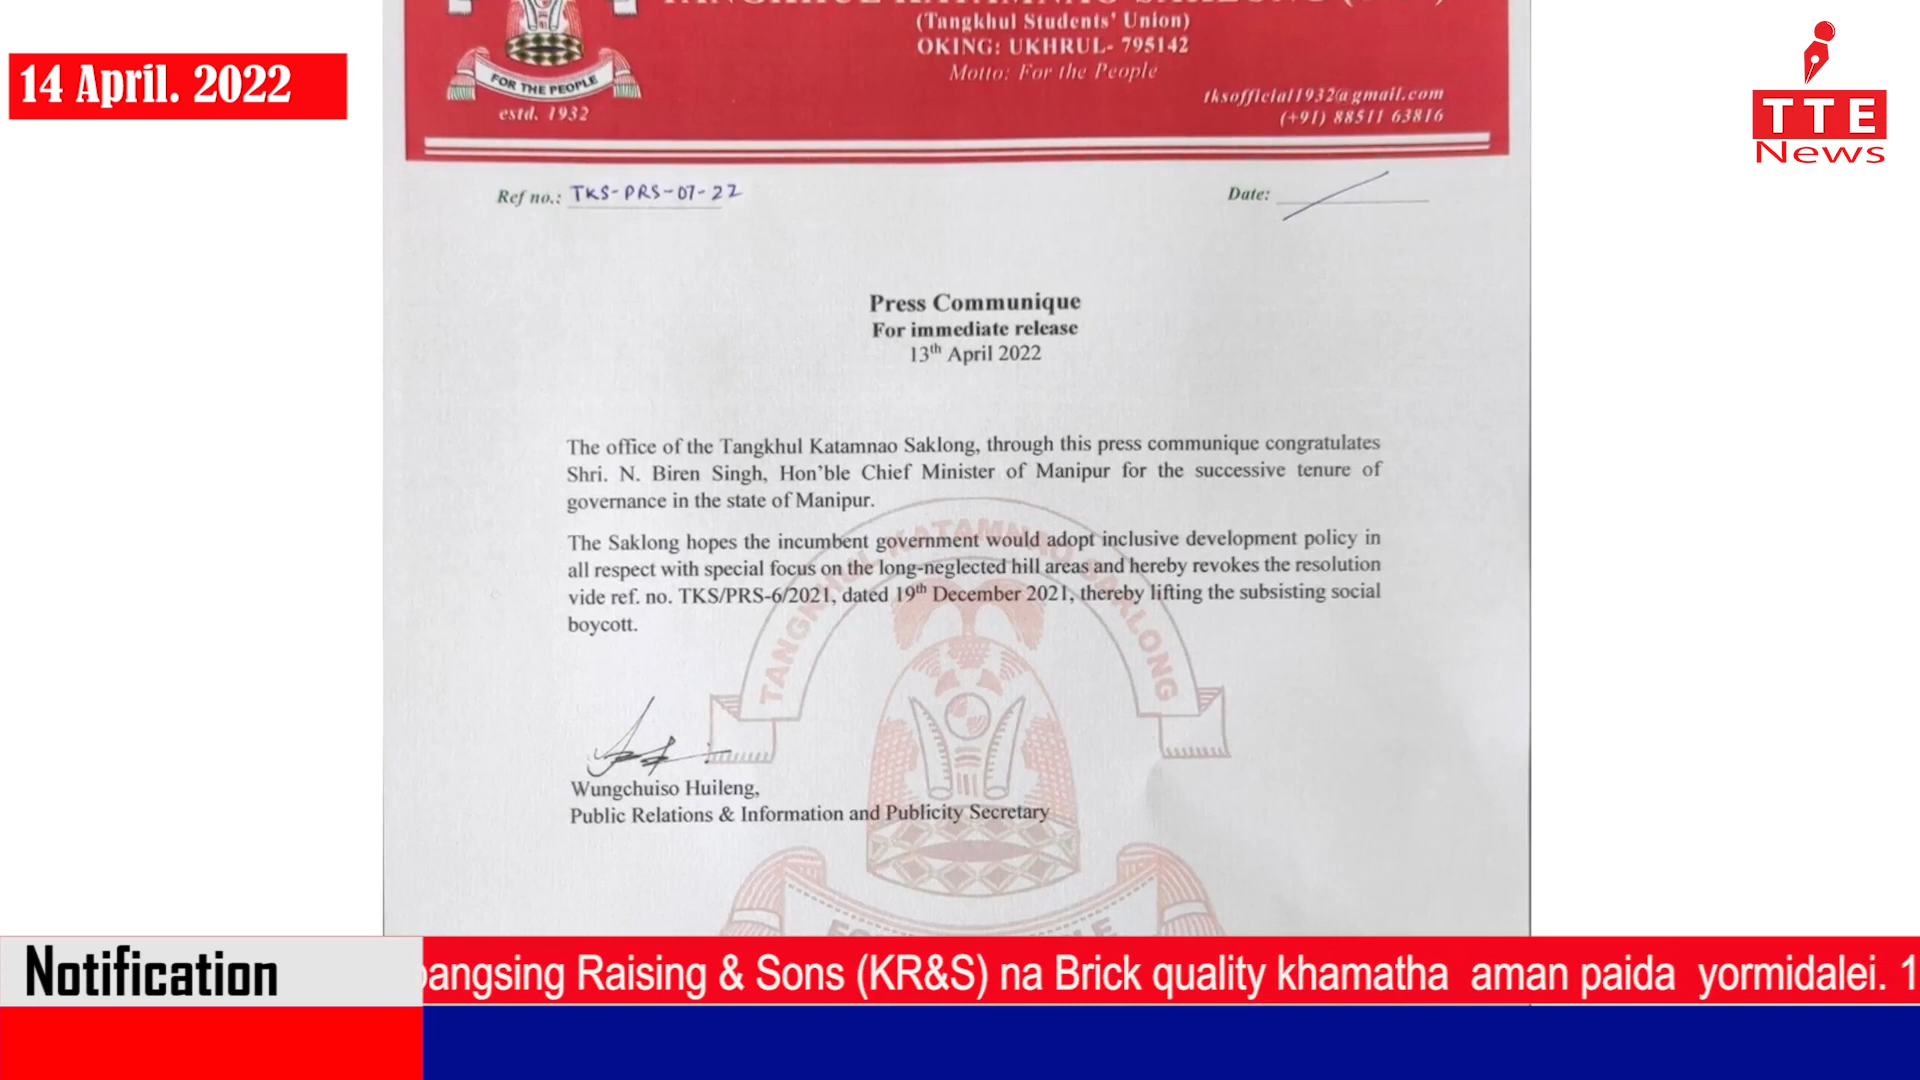 14 April. 2022
TTE
News
(Tangkhul Students' Union)
OKING: UKHRUL- 795142
Motto: For the People
FOR THE PEOPLE
estd. 1932
tksofficial1932@gmail.com
(+91) 88511 63816
Ref no.: TKS-PRS-07-22
Date:
Press Communique
For immediate release
13th April 2022
The office of the Tangkhul Katamnao Saklong, through this press communique congratulates
Shri. N. Biren Singh, Hon'ble Chief Minister of Manipur for the successive tenure of
governance in the state of Manipur.
The Saklong hopes the incumbent government would adopt inclusive development policy in
all respect with special focus on the long-neglected hill areas and hereby revokes the resolution
vide ref. no. TKS/PRS-6/2021, dated 19th December 2021, thereby lifting the subsisting social
boycott.
TANGKHUL KATAMNAO SAKLONG
Wungchuiso Huileng,
Public Relations & Information and Publicity Secretary
Notification
Raising & Sons (KR&S) na Brick quality khamatha aman paida yormidalei. 1